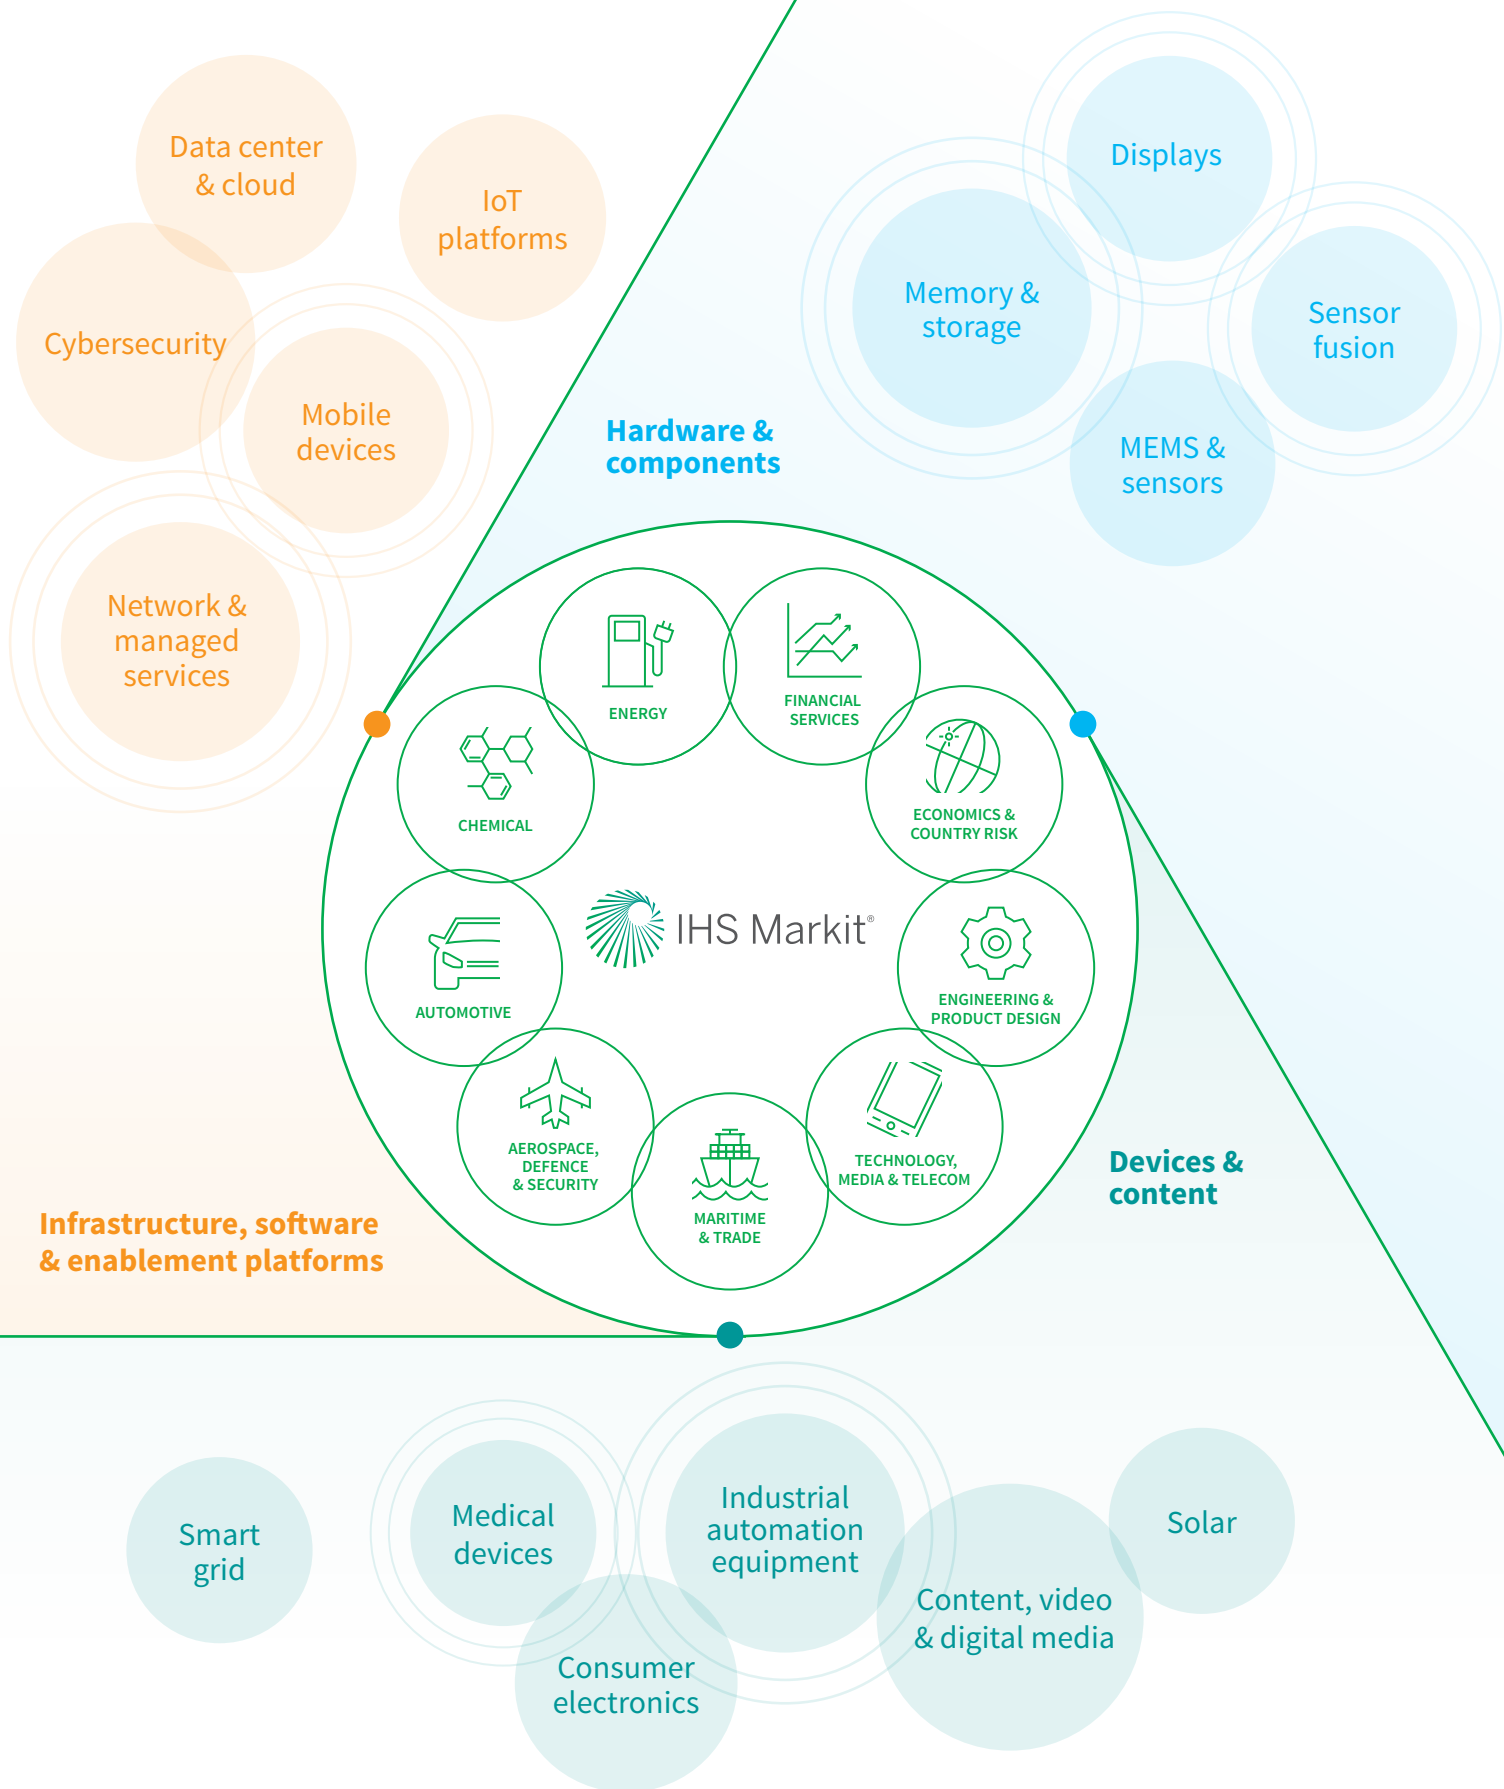 Data center
& cloud
IoT
platforms
Cybersecurity
Mobile
devices
Network &
managed
services
Displays
Memory &
storage
Sensor
fusion
MEMS &
sensors
Hardware &
components
ENERGY
FINANCIAL
SERVICES
CHEMICAL
ECONOMICS &
COUNTRY RISK
IHS Markit®
AUTOMOTIVE
ENGINEERING &
PRODUCT DESIGN
AEROSPACE,
DEFENCE
& SECURITY
TECHNOLOGY,
MEDIA & TELECOM
MARITIME
& TRADE
Devices &
content
Infrastructure, software
& enablement platforms
Smart
grid
Medical
devices
Industrial
automation
equipment
Solar
Content, video
& digital media
Consumer
electronics